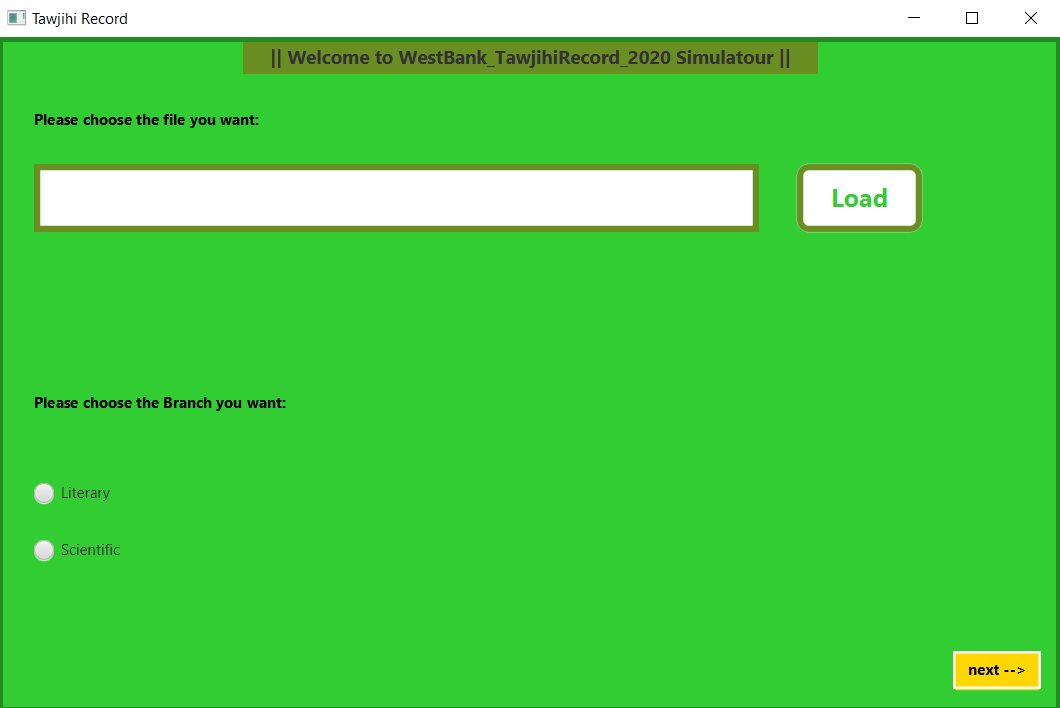 Tawjihi Record
|| Welcome to WestBank_TawjihiRecord_2020 Simulatour ||
Please choose the file you want:
Load
Please choose the Branch you want:
Literary
Scientific
next -->